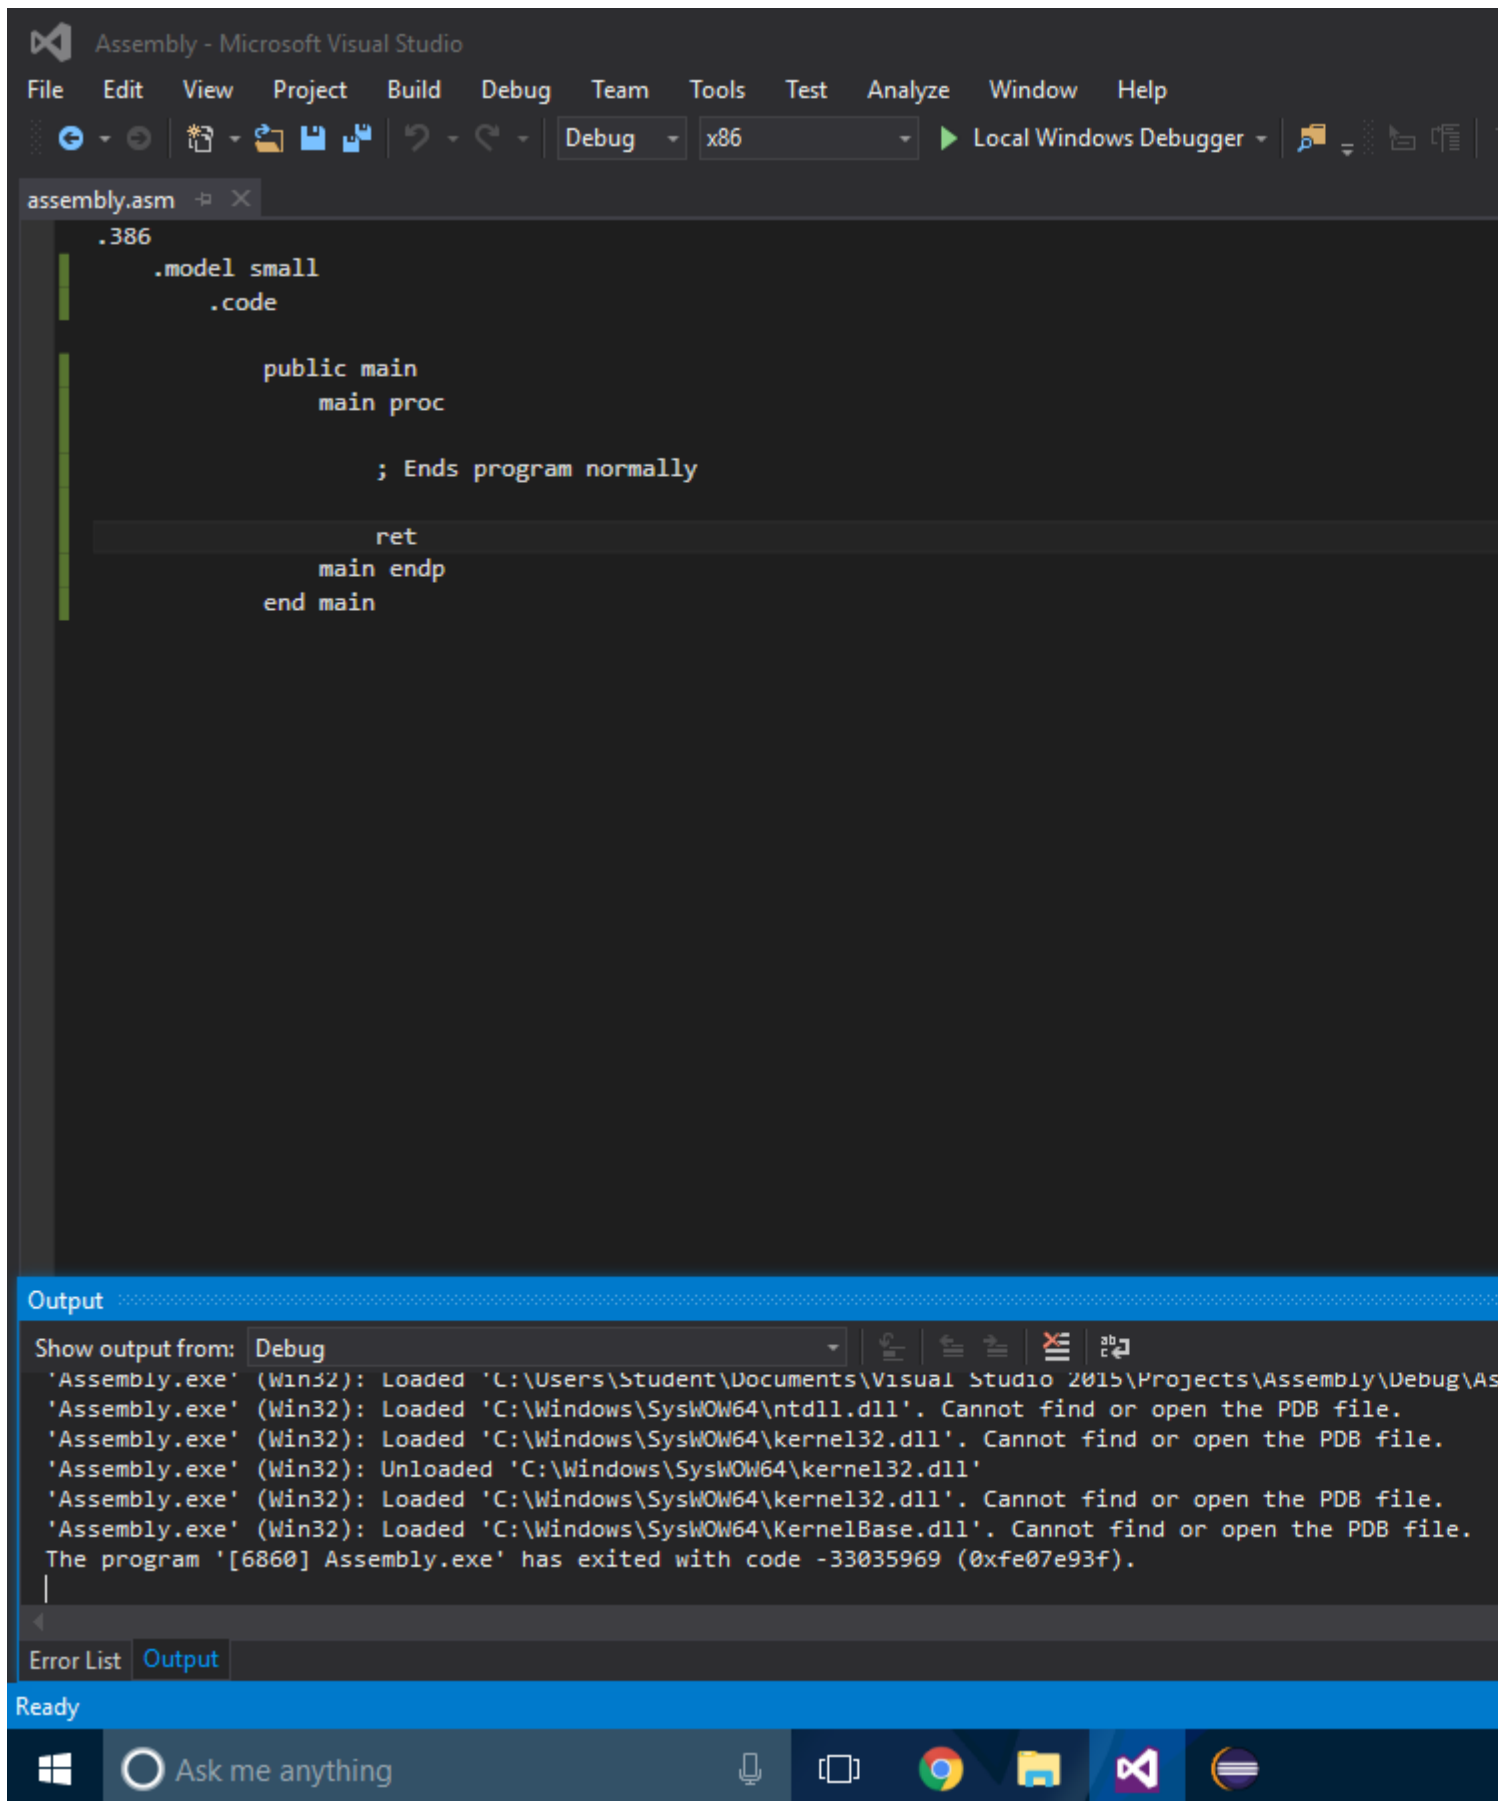 Assembly - Microsoft Visual Studio
File Edit View Project Build Debug Team Tools Test Analyze Window Help
Debug x86 Local Windows Debugger
assembly.asm
.386
.model small
.code
public main
main proc
; Ends program normally
ret
main endp
end main
Output
Show output from: Debug
'Assembly.exe' (Win32): Loaded 'C:\Users\Student\Documents\Visual Studio 2015\Projects\Assembly\Debug\As
'Assembly.exe' (Win32): Loaded 'C:\Windows\SysWOW64\ntdll.dll'. Cannot find or open the PDB file.
'Assembly.exe' (Win32): Loaded 'C:\Windows\SysWOW64\kernel32.dll'. Cannot find or open the PDB file.
'Assembly.exe' (Win32): Unloaded 'C:\Windows\SysWOW64\kernel32.dll'
'Assembly.exe' (Win32): Loaded 'C:\Windows\SysWOW64\kernel32.dll'. Cannot find or open the PDB file.
'Assembly.exe' (Win32): Loaded 'C:\Windows\SysWOW64\KernelBase.dll'. Cannot find or open the PDB file.
The program '[6860] Assembly.exe' has exited with code -33035969 (0xfe07e93f).
Error List Output
Ready
Ask me anything